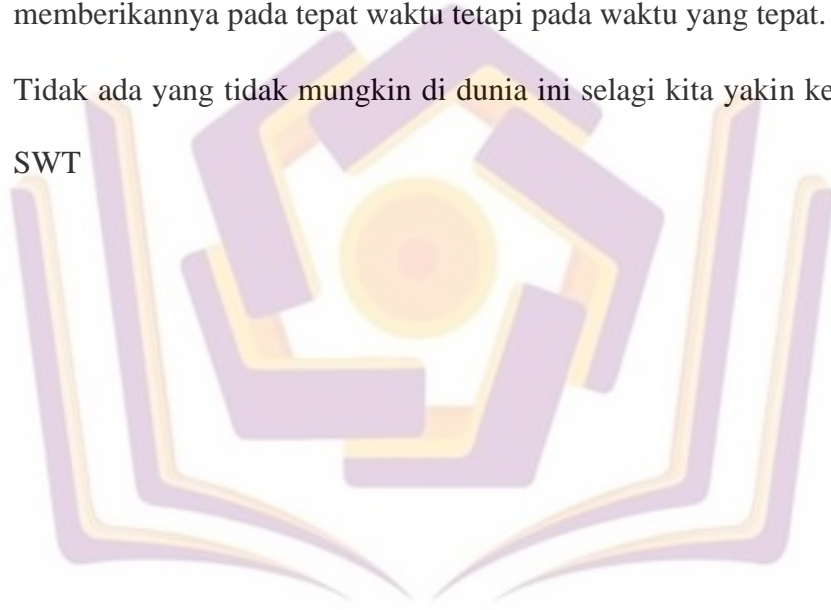 memberikannya pada tepat waktu tetapi pada waktu yang tepat.
Tidak ada yang tidak mungkin di dunia ini selagi kita yakin ke
SWT